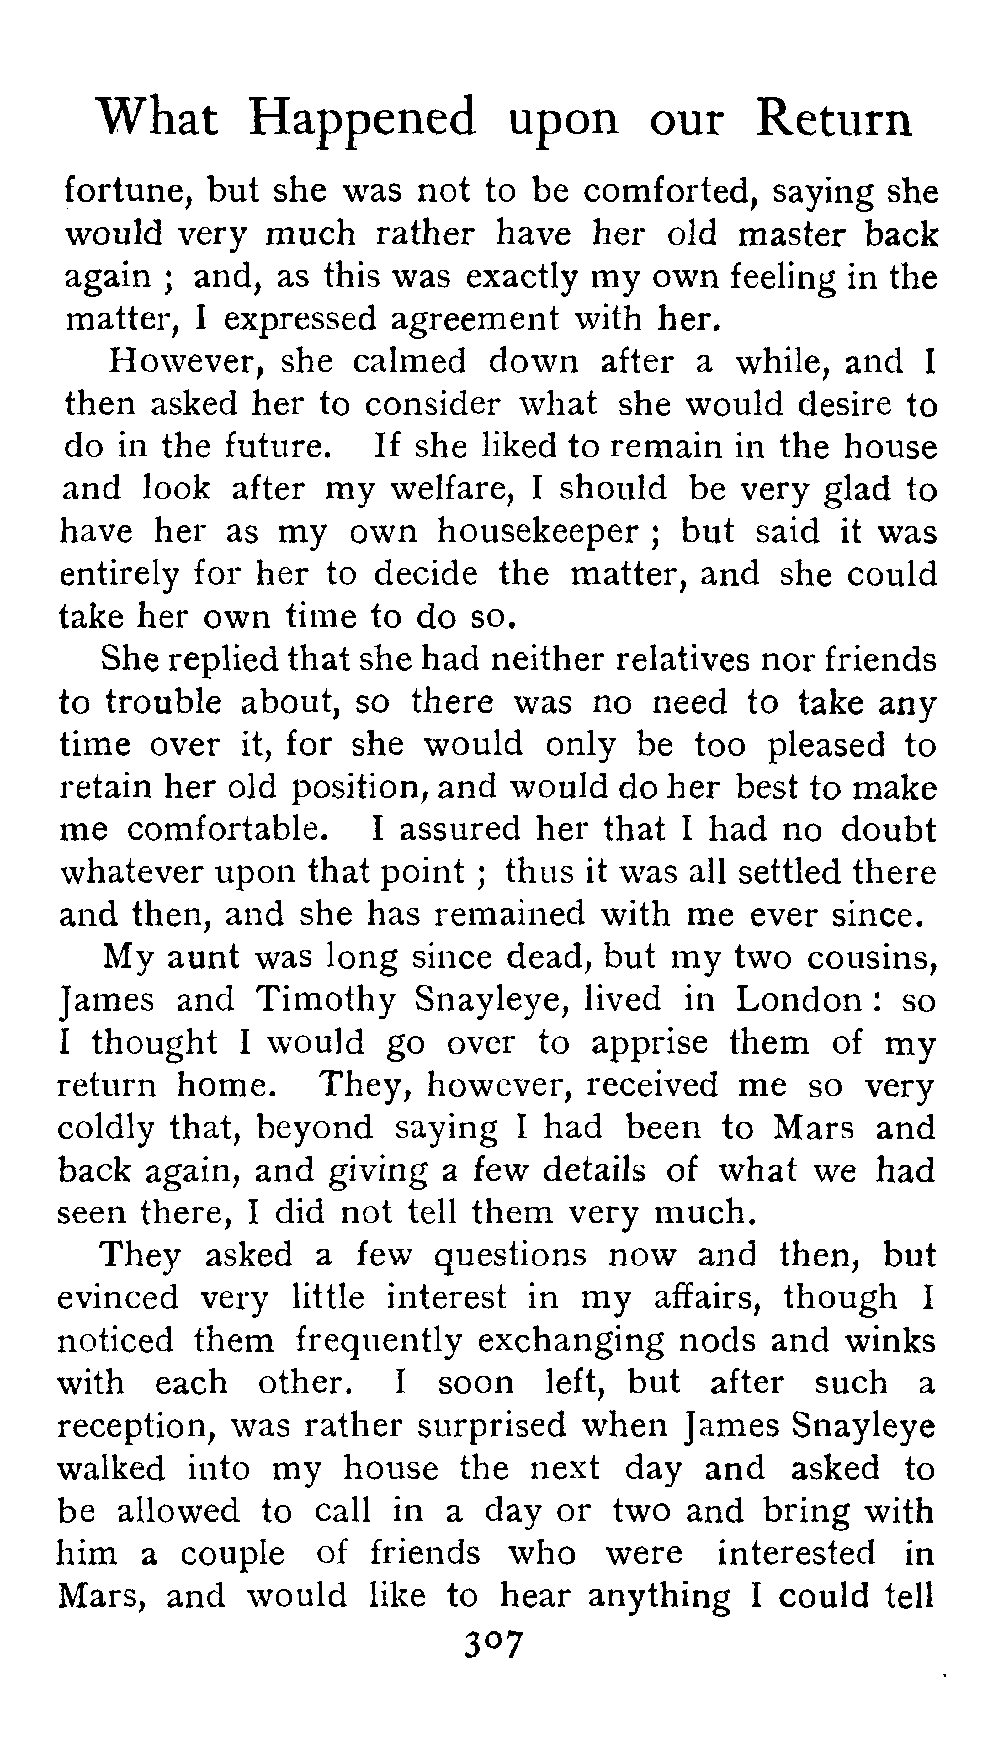 What Happened upon our Return
fortune, but she was not to be comforted, saying she
would very much rather have her old master back
again ; and, as this was exactly my own feeling in the
matter, I expressed agreement with her.
However, she calmed down after a while, and I
then asked her to consider what she would desire to
do in the future. If she liked to remain in the house
and look after my welfare, I should be very glad to
have her as my own housekeeper ; but said it was
entirely for her to decide the matter, and she could
take her own time to do so.
She replied that she had neither relatives nor friends
to trouble about, so there was no need to take any
time over it, for she would only be too pleased to
retain her old position, and would do her best to make
me comfortable. I assured her that I had no doubt
whatever upon that point ; thus it was all settled there
and then, and she has remained with me ever since.
My aunt was long since dead, but my two cousins,
James and Timothy Snayleye, lived in London : so
I thought I would go over to apprise them of my
return home. They, however, received me so very
coldly that, beyond saying I had been to Mars and
back again, and giving a few details of what we had
seen there, I did not tell them very much.
They asked a few questions now and then, but
evinced very little interest in my affairs, though I
noticed them frequently exchanging nods and winks
with each other. I soon left, but after such a
reception, was rather surprised when James Snayleye
walked into my house the next day and asked to
be allowed to call in a day or two and bring with
him a couple of friends who were interested in
Mars, and would like to hear anything I could tell
307